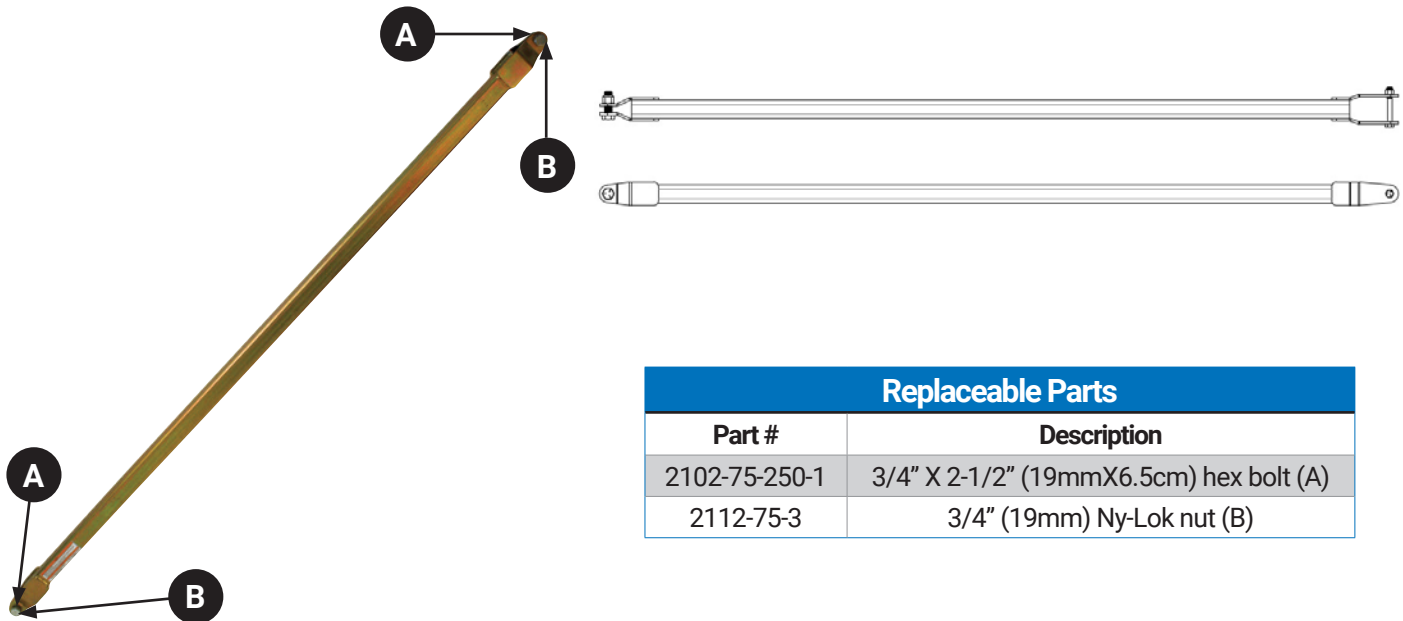 A
B
A
B
Replaceable Parts
Part # Description
2102-75-250-1 3/4” X 2-1/2” (19mmX6.5cm) hex bolt (A)
2112-75-3 3/4” (19mm) Ny-Lok nut (B)